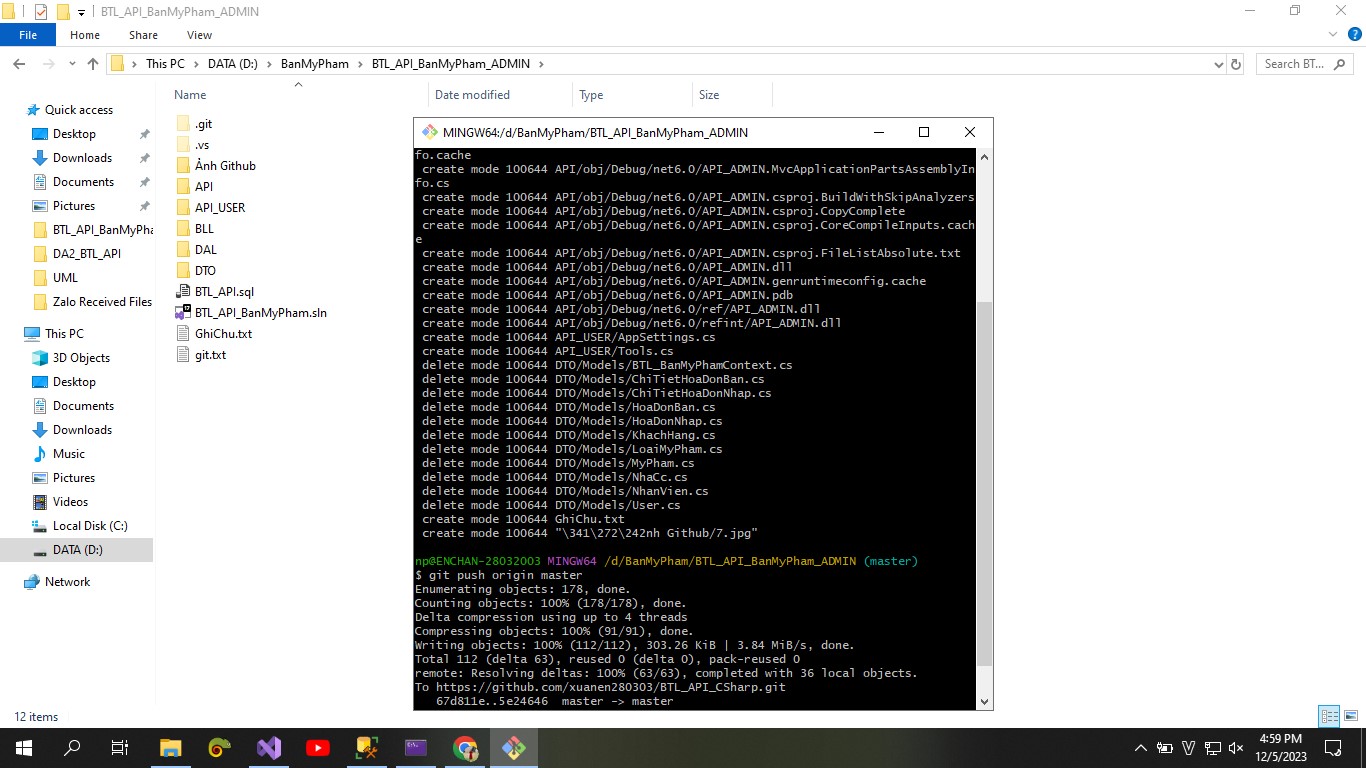 BTL_API_BanMyPham_ADMIN
File Home Share View
This PC DATA (D:) BanMyPham BTL_API_BanMyPham_ADMIN
Search BT...
Quick access
Desktop
Downloads
Documents
Pictures
BTL_API_BanMyPha
DA2_BTL_API
UML
Zalo Received Files
This PC
3D Objects
Desktop
Documents
Downloads
Music
Pictures
Videos
Local Disk (C:)
DATA (D:)
Network
Name Date modified Type Size
.git
.vs
Ảnh Github
API
API_USER
BLL
DAL
DTO
BTL_API.sql
BTL_API_BanMyPham.sln
GhiChu.txt
git.txt
MINGW64:/d/BanMyPham/BTL_API_BanMyPham_ADMIN
fo.cache
create mode 100644 API/obj/Debug/net6.0/API_ADMIN.MvcApplicationPartsAssemblyIn
fo.cs
create mode 100644 API/obj/Debug/net6.0/API_ADMIN.csproj.BuildWithSkipAnalyzers
create mode 100644 API/obj/Debug/net6.0/API_ADMIN.csproj.CopyComplete
create mode 100644 API/obj/Debug/net6.0/API_ADMIN.csproj.CoreCompileInputs.cach
e
create mode 100644 API/obj/Debug/net6.0/API_ADMIN.csproj.FileListAbsolute.txt
create mode 100644 API/obj/Debug/net6.0/API_ADMIN.dll
create mode 100644 API/obj/Debug/net6.0/API_ADMIN.genruntimeconfig.cache
create mode 100644 API/obj/Debug/net6.0/API_ADMIN.pdb
create mode 100644 API/obj/Debug/net6.0/ref/API_ADMIN.dll
create mode 100644 API/obj/Debug/net6.0/refint/API_ADMIN.dll
create mode 100644 API_USER/AppSettings.cs
create mode 100644 API_USER/Tools.cs
delete mode 100644 DTO/Models/BTL_BanMyPhamContext.cs
delete mode 100644 DTO/Models/ChiTietHoaDonBan.cs
delete mode 100644 DTO/Models/ChiTietHoaDonNhap.cs
delete mode 100644 DTO/Models/HoaDonBan.cs
delete mode 100644 DTO/Models/HoaDonNhap.cs
delete mode 100644 DTO/Models/KhachHang.cs
delete mode 100644 DTO/Models/LoaiMyPham.cs
delete mode 100644 DTO/Models/MyPham.cs
delete mode 100644 DTO/Models/NhaCc.cs
delete mode 100644 DTO/Models/NhanVien.cs
delete mode 100644 DTO/Models/User.cs
create mode 100644 GhiChu.txt
create mode 100644 "\341\272\242nh Github/7.jpg"
np@ENCHAN-28032003 MINGW64 /d/BanMyPham/BTL_API_BanMyPham_ADMIN (master)
$ git push origin master
Enumerating objects: 178, done.
Counting objects: 100% (178/178), done.
Delta compression using up to 4 threads
Compressing objects: 100% (91/91), done.
Writing objects: 100% (112/112), 303.26 KiB | 3.84 MiB/s, done.
Total 112 (delta 63), reused 0 (delta 0), pack-reused 0
remote: Resolving deltas: 100% (63/63), completed with 36 local objects.
To https://github.com/xuanen280303/BTL_API_CSharp.git
67d811e..5e24646 master -> master
12 items
4:59 PM
12/5/2023